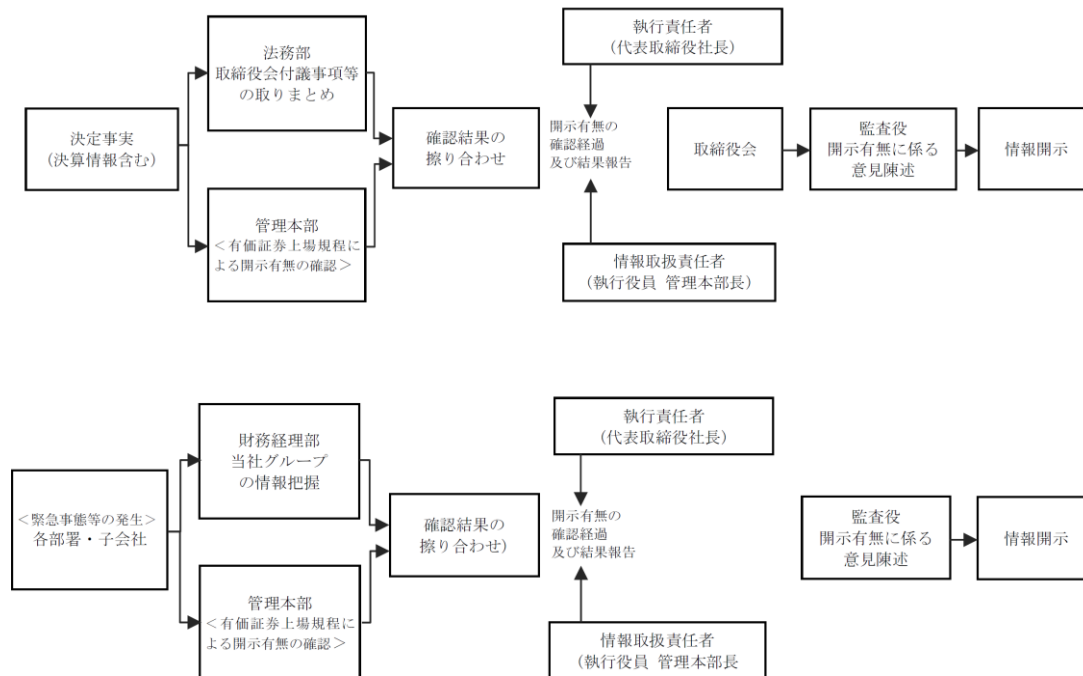 執行責任者
(代表取締役社長)
法務部
取締役会付議事項等
の取りまとめ
決定事実
(決算情報含む)
確認結果の
擦り合わせ
開示有無の
確認経過
及び結果報告
取締役会
監査役
開示有無に係る
意見陳述
情報開示
管理本部
<有価証券上場規程に
よる開示有無の確認>
情報取扱責任者
(執行役員 管理本部長)
執行責任者
(代表取締役社長)
財務経理部
当社グループ
の情報把握
<緊急事態等の発生>
各部署・子会社
確認結果の
擦り合わせ)
開示有無の
確認経過
及び結果報告
監査役
開示有無に係る
意見陳述
情報開示
管理本部
<有価証券上場規程に
よる開示有無の確認>
情報取扱責任者
(執行役員 管理本部長